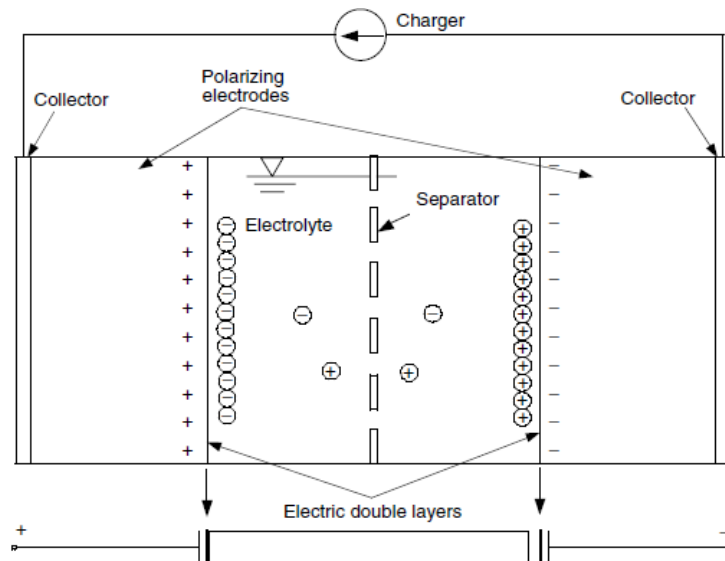 Charger
Polarizing
electrodes
Collector
Collector
Separator
Electrolyte
Electric double layers